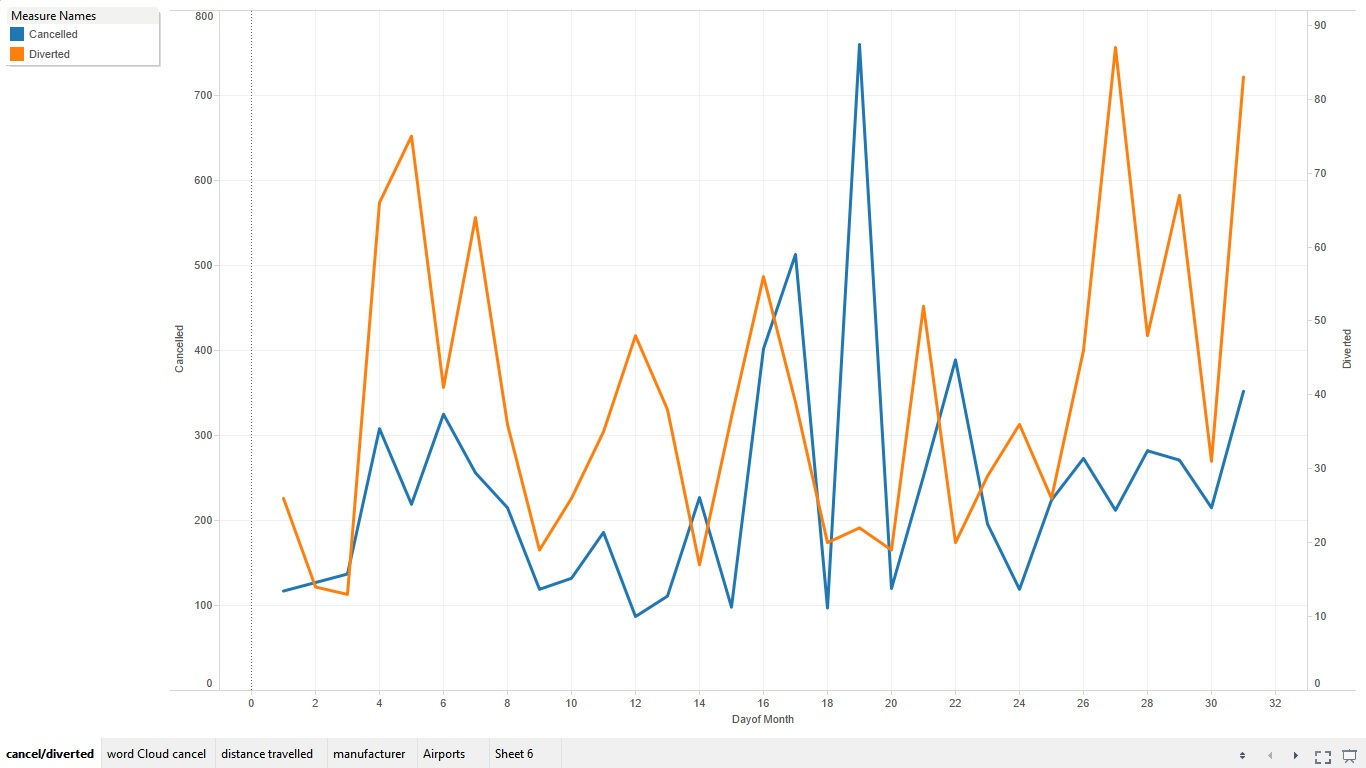 Measure Names
Cancelled
Diverted
800
700
600
500
400
300
200
100
0
Cancelled
90
80
70
60
50
40
30
20
10
0
Diverted
0 2 4 6 8 10 12 14 16 18 20 22 24 26 28 30 32
Dayof Month
cancel/diverted word Cloud cancel distance travelled manufacturer Airports Sheet 6